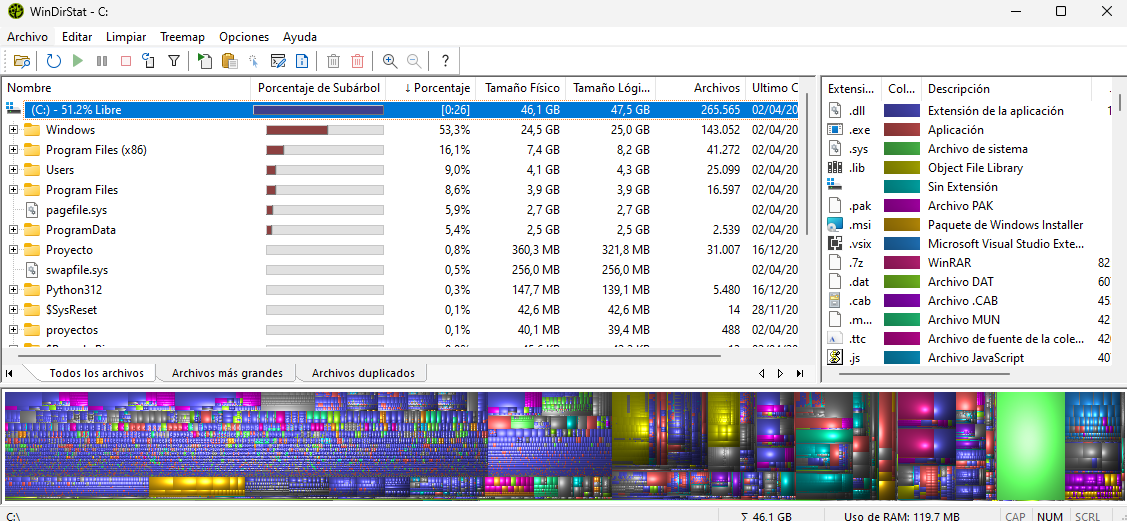 WinDirStat - C:
Archivo Editar Limpiar Treemap Opciones Ayuda
Nombre Porcentaje de Subárbol ↓ Porcentaje Tamaño Físico Tamaño Lógi... Archivos Ultimo C
(C:) - 51.2% Libre [0:26] 46,1 GB 47,5 GB 265.565 02/04/20
Windows 53,3% 24,5 GB 25,0 GB 143.052 02/04/20
Program Files (x86) 16,1% 7,4 GB 8,2 GB 41.272 02/04/20
Users 9,0% 4,1 GB 4,3 GB 25.099 02/04/20
Program Files 8,6% 3,9 GB 3,9 GB 16.597 02/04/20
pagefile.sys 5,9% 2,7 GB 2,7 GB 02/04/20
ProgramData 5,4% 2,5 GB 2,5 GB 2.539 02/04/20
Proyecto 0,8% 360,3 MB 321,8 MB 31.007 16/12/20
swapfile.sys 0,5% 256,0 MB 256,0 MB 02/04/20
Python312 0,3% 147,7 MB 139,1 MB 5.480 16/12/20
$SysReset 0,1% 42,6 MB 42,6 MB 14 28/11/20
proyectos 0,1% 40,1 MB 39,4 MB 488 02/04/20
Todos los archivos Archivos más grandes Archivos duplicados
Extensi... Col... Descripción
.dll Extensión de la aplicación 1
.exe Aplicación
.sys Archivo de sistema
.lib Object File Library
Sin Extensión
.pak Archivo PAK
.msi Paquete de Windows Installer
.vsix Microsoft Visual Studio Exte...
.7z WinRAR 82
.dat Archivo DAT 607
.cab Archivo .CAB 45
.m... Archivo MUN 42
.ttc Archivo de fuente de la cole... 420
.js Archivo JavaScript 407
C:\ Σ 46.1 GB Uso de RAM: 119.7 MB CAP NUM SCRL